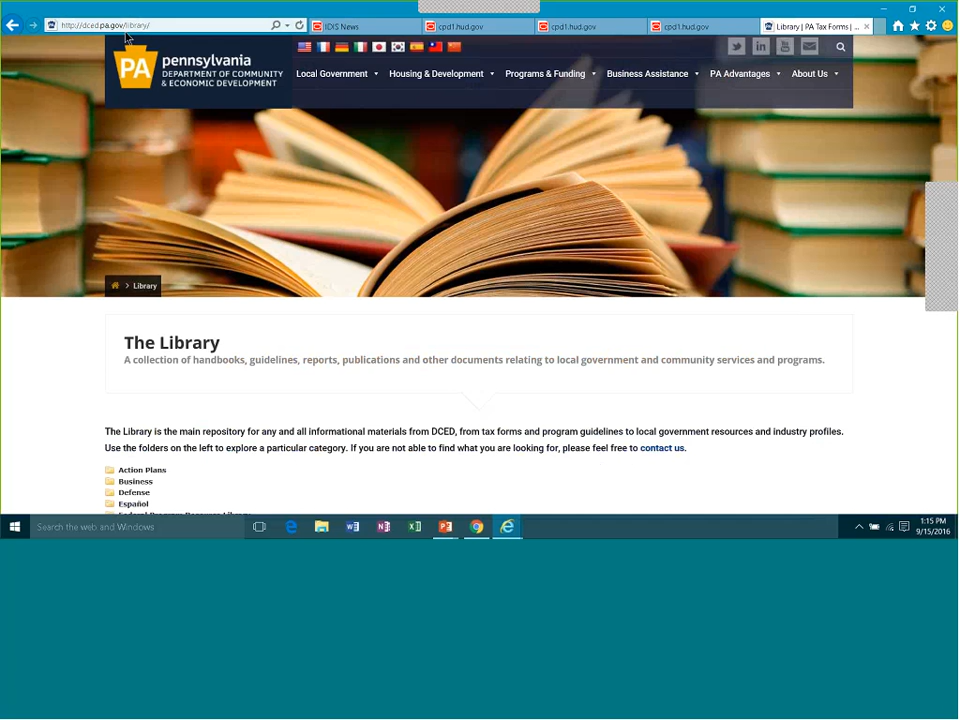 http://dced.pa.gov/library/
IDIS News
cpd1.hud.gov
cpd1.hud.gov
cpd1.hud.gov
Library | PA Tax Forms | ...
PA
pennsylvania
DEPARTMENT OF COMMUNITY
& ECONOMIC DEVELOPMENT
Local Government
Housing & Development
Programs & Funding
Business Assistance
PA Advantages
About Us
> Library
The Library
A collection of handbooks, guidelines, reports, publications and other documents relating to local government and community services and programs.
The Library is the main repository for any and all informational materials from DCED, from tax forms and program guidelines to local government resources and industry profiles.
Use the folders on the left to explore a particular category. If you are not able to find what you are looking for, please feel free to contact us.
Action Plans
Business
Defense
Español
Federal Program Resource Library
Search the web and Windows
1:15 PM
9/15/2016